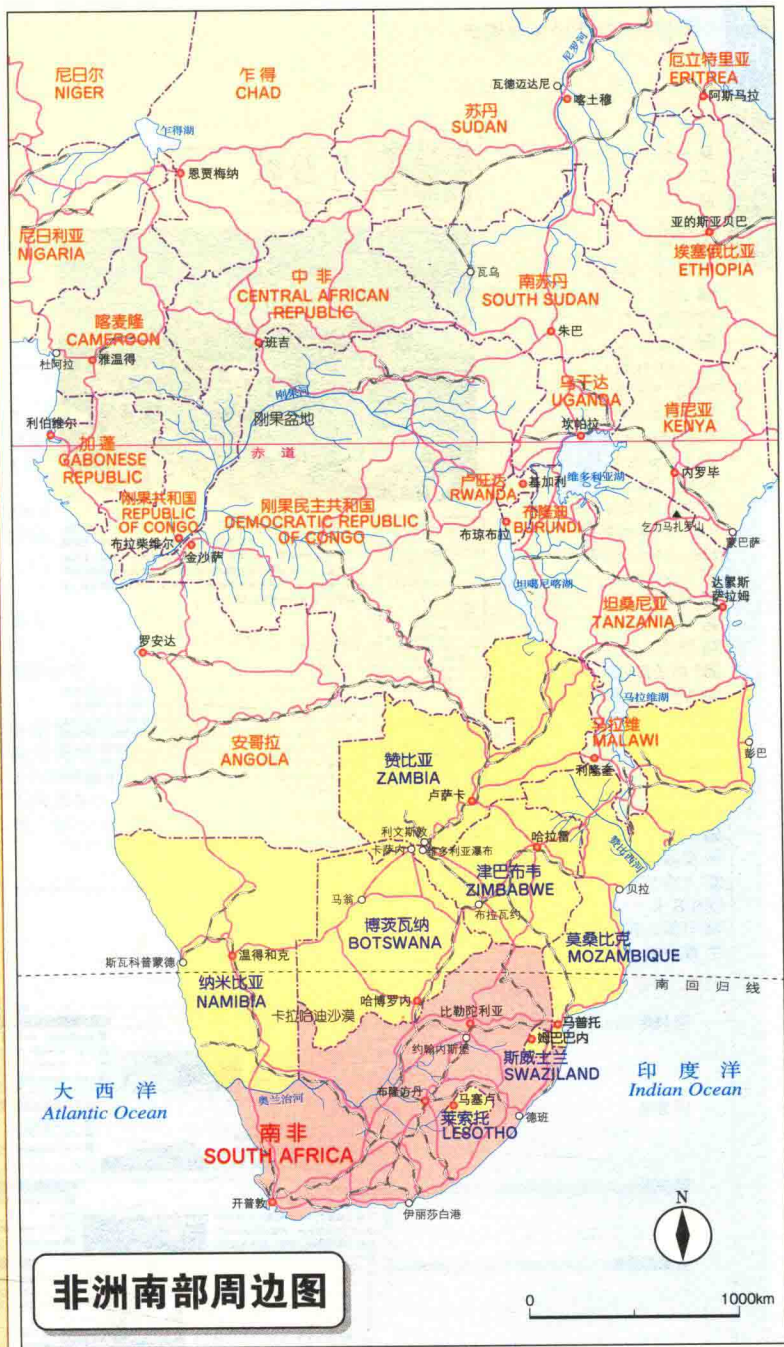 尼日尔
NIGER
乍得
CHAD
尼罗河
瓦德迈达尼
喀土穆
厄立特里亚
ERITREA
阿斯马拉
苏丹
SUDAN
乍得湖
恩贾梅纳
尼日利亚
NIGARIA
亚的斯亚贝巴
埃塞俄比亚
ETHIOPIA
瓦乌
中非
CENTRAL AFRICAN
REPUBLIC
南苏丹
SOUTH SUDAN
喀麦隆
CAMEROON
杜阿拉
雅温得
班吉
朱巴
乌干达
UGANDA
刚果河
刚果盆地
坎帕拉
肯尼亚
KENYA
利伯维尔
加蓬
GABONESE
REPUBLIC
赤道
维多利亚湖
内罗毕
卢旺达
RWANDA
基加利
刚果共和国
REPUBLIC
OF CONGO
刚果民主共和国
DEMOCRATIC REPUBLIC
OF CONGO
布隆迪
BURUNDI
布琼布拉
乞力马扎罗山
蒙巴萨
布拉柴维尔
金沙萨
坦噶尼喀湖
达累斯
萨拉姆
坦桑尼亚
TANZANIA
罗安达
马拉维湖
马拉维
MALAWI
安哥拉
ANGOLA
赞比亚
ZAMBIA
彭巴
利隆圭
卢萨卡
利文斯敦
卡萨内
维多利亚瀑布
哈拉雷
赞比西河
津巴布韦
ZIMBABWE
贝拉
马翁
布拉瓦约
博茨瓦纳
BOTSWANA
莫桑比克
MOZAMBIQUE
斯瓦科普蒙德
温得和克
纳米比亚
NAMIBIA
南回归线
哈博罗内
卡拉哈迪沙漠
比勒陀利亚
马普托
约翰内斯堡
姆巴巴内
斯威士兰
SWAZILAND
大西洋
Atlantic Ocean
印度洋
Indian Ocean
奥兰治河
布隆方丹
马塞卢
莱索托
LESOTHO
德班
南非
SOUTH AFRICA
开普敦
伊丽莎白港
N
非洲南部周边图
0
1000km